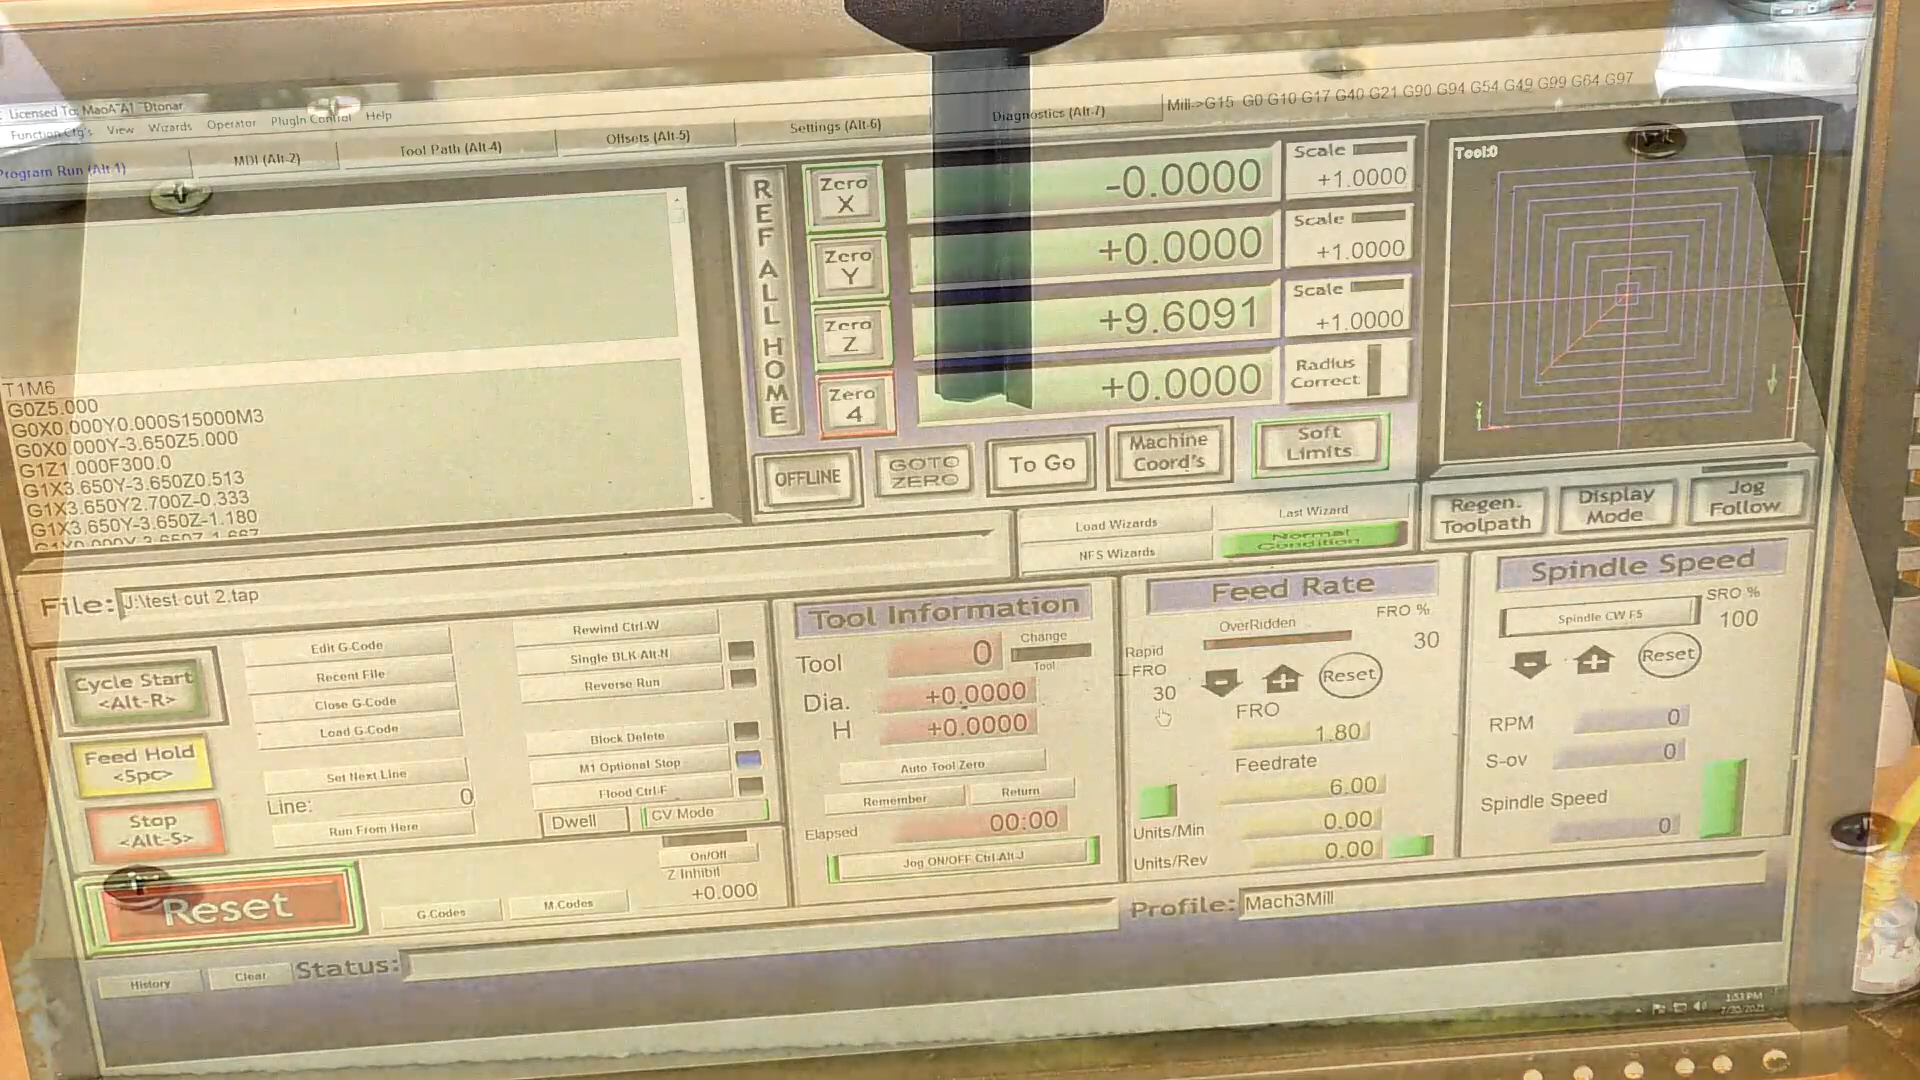 Licensed To: MaoA^A1 ~Dtonar
Function Cfg's View Wizards Operator PlugIn Control Help
Program Run (Alt-1) MDI (Alt-2) Tool Path (Alt-4) Offsets (Alt-5) Settings (Alt-6) Diagnostics (Alt-7) Mill->G15 G0 G10 G17 G40 G21 G90 G94 G54 G49 G99 G64 G97
REF ALL HOME
Zero X -0.0000 Scale +1.0000
Zero Y +0.0000 Scale +1.0000
Zero Z +9.6091 Scale +1.0000
Zero 4 +0.0000 Radius Correct
Tool:0
T1M6
G0Z5.000
G0X0.000Y0.000S15000M3
G0X0.000Y-3.650Z5.000
G1Z1.000F300.0
G1X3.650Y-3.650Z0.513
G1X3.650Y2.700Z-0.333
G1X3.650Y-3.650Z-1.180
OFFLINE GOTO ZERO To Go Machine Coord's Soft Limits
Regen. Toolpath Display Mode Jog Follow
Load Wizards Last Wizard
NFS Wizards Normal Condition
File: J:\test cut 2.tap
Edit G-Code
Recent File
Close G-Code
Load G-Code
Set Next Line
Line: 0
Run From Here
Rewind Ctrl-W
Single BLK Alt-N
Reverse Run
Block Delete
M1 Optional Stop
Flood Ctrl-F
Dwell CV Mode
Cycle Start
<Alt-R>
Feed Hold
<Spc>
Stop
<Alt-S>
Reset
G-Codes M-Codes
On/Off
Z Inhibit
+0.000
Tool Information
Tool 0 Change Tool
Dia. +0.0000
H +0.0000
Auto Tool Zero
Remember Return
Elapsed 00:00
Jog ON/OFF Ctrl-Alt-J
Feed Rate
OverRidden FRO %
30
Rapid FRO
30
Reset
FRO
1.80
Feedrate
6.00
Units/Min 0.00
Units/Rev 0.00
Spindle Speed
Spindle CW F5 SRO %
100
Reset
RPM 0
S-ov 0
Spindle Speed
0
Profile: Mach3Mill
History Clear Status:
1:53 PM